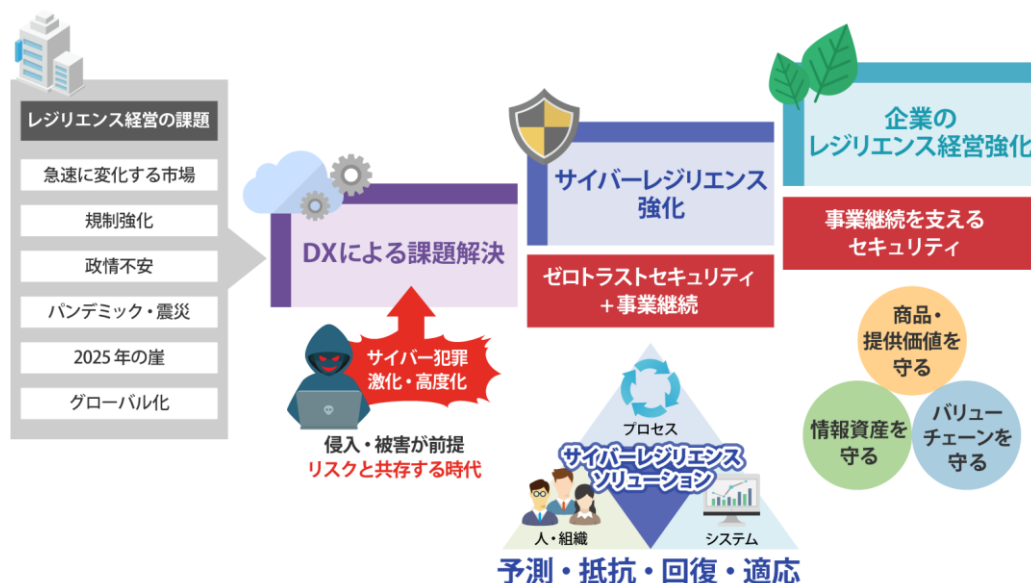 レジリエンス経営の課題
急速に変化する市場
規制強化
政情不安
パンデミック・震災
2025年の崖
グローバル化
DXによる課題解決
サイバー犯罪
激化・高度化
侵入・被害が前提
リスクと共存する時代
サイバーレジリエンス
強化
ゼロトラストセキュリティ
＋事業継続
プロセス
サイバーレジリエンス
ソリューション
人・組織
システム
予測・抵抗・回復・適応
企業の
レジリエンス経営強化
事業継続を支える
セキュリティ
商品・
提供価値を
守る
情報資産を
守る
バリュー
チェーンを
守る